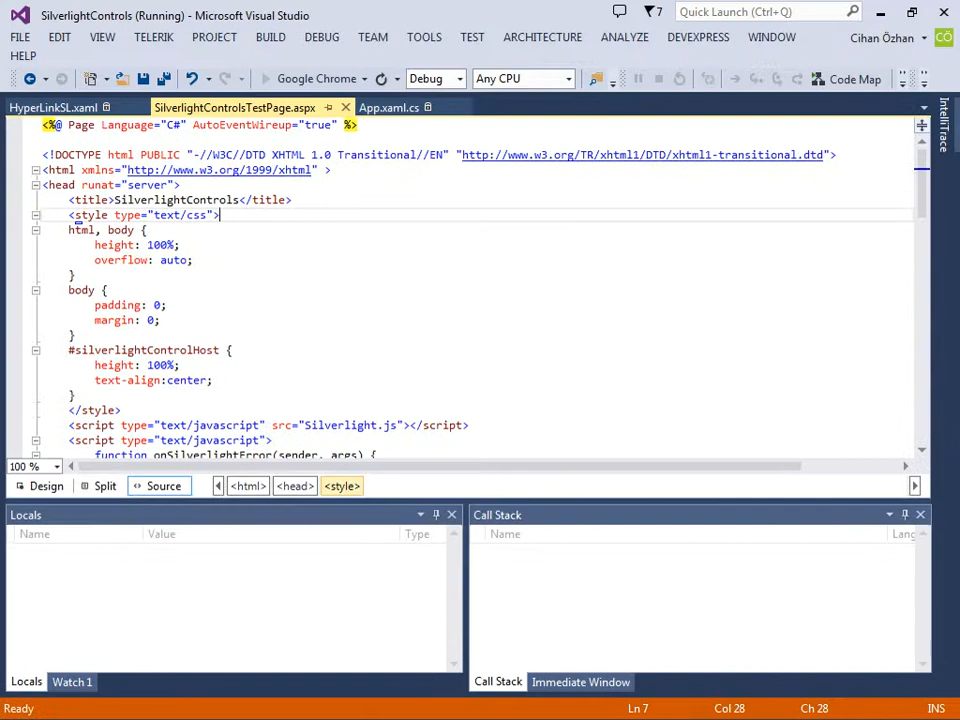 SilverlightControls (Running) - Microsoft Visual Studio
7
Quick Launch (Ctrl+Q)
FILE EDIT VIEW TELERIK PROJECT BUILD DEBUG TEAM TOOLS TEST ARCHITECTURE ANALYZE DEVEXPRESS WINDOW
Cihan Özhan
CÖ
HELP
Google Chrome
Debug
Any CPU
Code Map
HyperLinkSL.xaml
SilverlightControlsTestPage.aspx
App.xaml.cs
IntelliTrace
<%@ Page Language="C#" AutoEventWireup="true" %>
<!DOCTYPE html PUBLIC "-//W3C//DTD XHTML 1.0 Transitional//EN" "http://www.w3.org/TR/xhtml1/DTD/xhtml1-transitional.dtd">
<html xmlns="http://www.w3.org/1999/xhtml" >
<head runat="server">
<title>SilverlightControls</title>
<style type="text/css">
html, body {
height: 100%;
overflow: auto;
}
body {
padding: 0;
margin: 0;
}
#silverlightControlHost {
height: 100%;
text-align:center;
}
</style>
<script type="text/javascript" src="Silverlight.js"></script>
<script type="text/javascript">
function onSilverlightError(sender, args) {
100 %
Design
Split
Source
<html>
<head>
<style>
Locals
Name
Value
Type
Call Stack
Name
Lang
Locals
Watch 1
Call Stack
Immediate Window
Ready
Ln 7
Col 28
Ch 28
INS